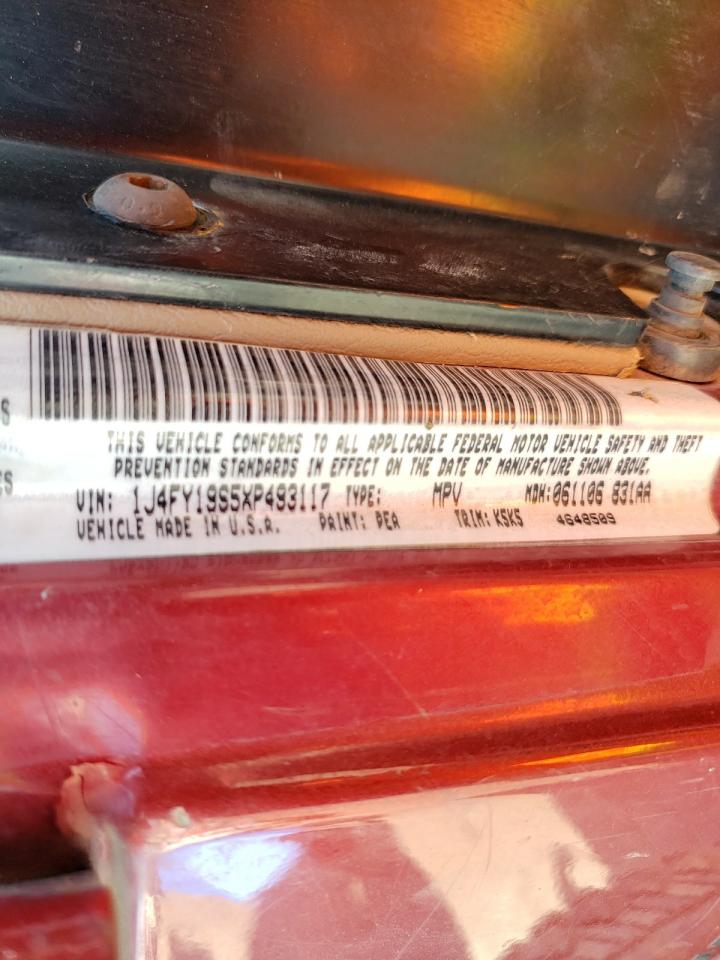 THIS VEHICLE CONFORMS TO ALL APPLICABLE FEDERAL MOTOR VEHICLE SAFETY AND THEFT
PREVENTION STANDARDS IN EFFECT ON THE DATE OF MANUFACTURE SHOWN ABOVE.
VIN: 1J4FY19S5XP493117 TYPE: MPV MDH:061106 831AA
VEHICLE MADE IN U.S.A. PAINT: PEA TRIM: K5K5 4648509